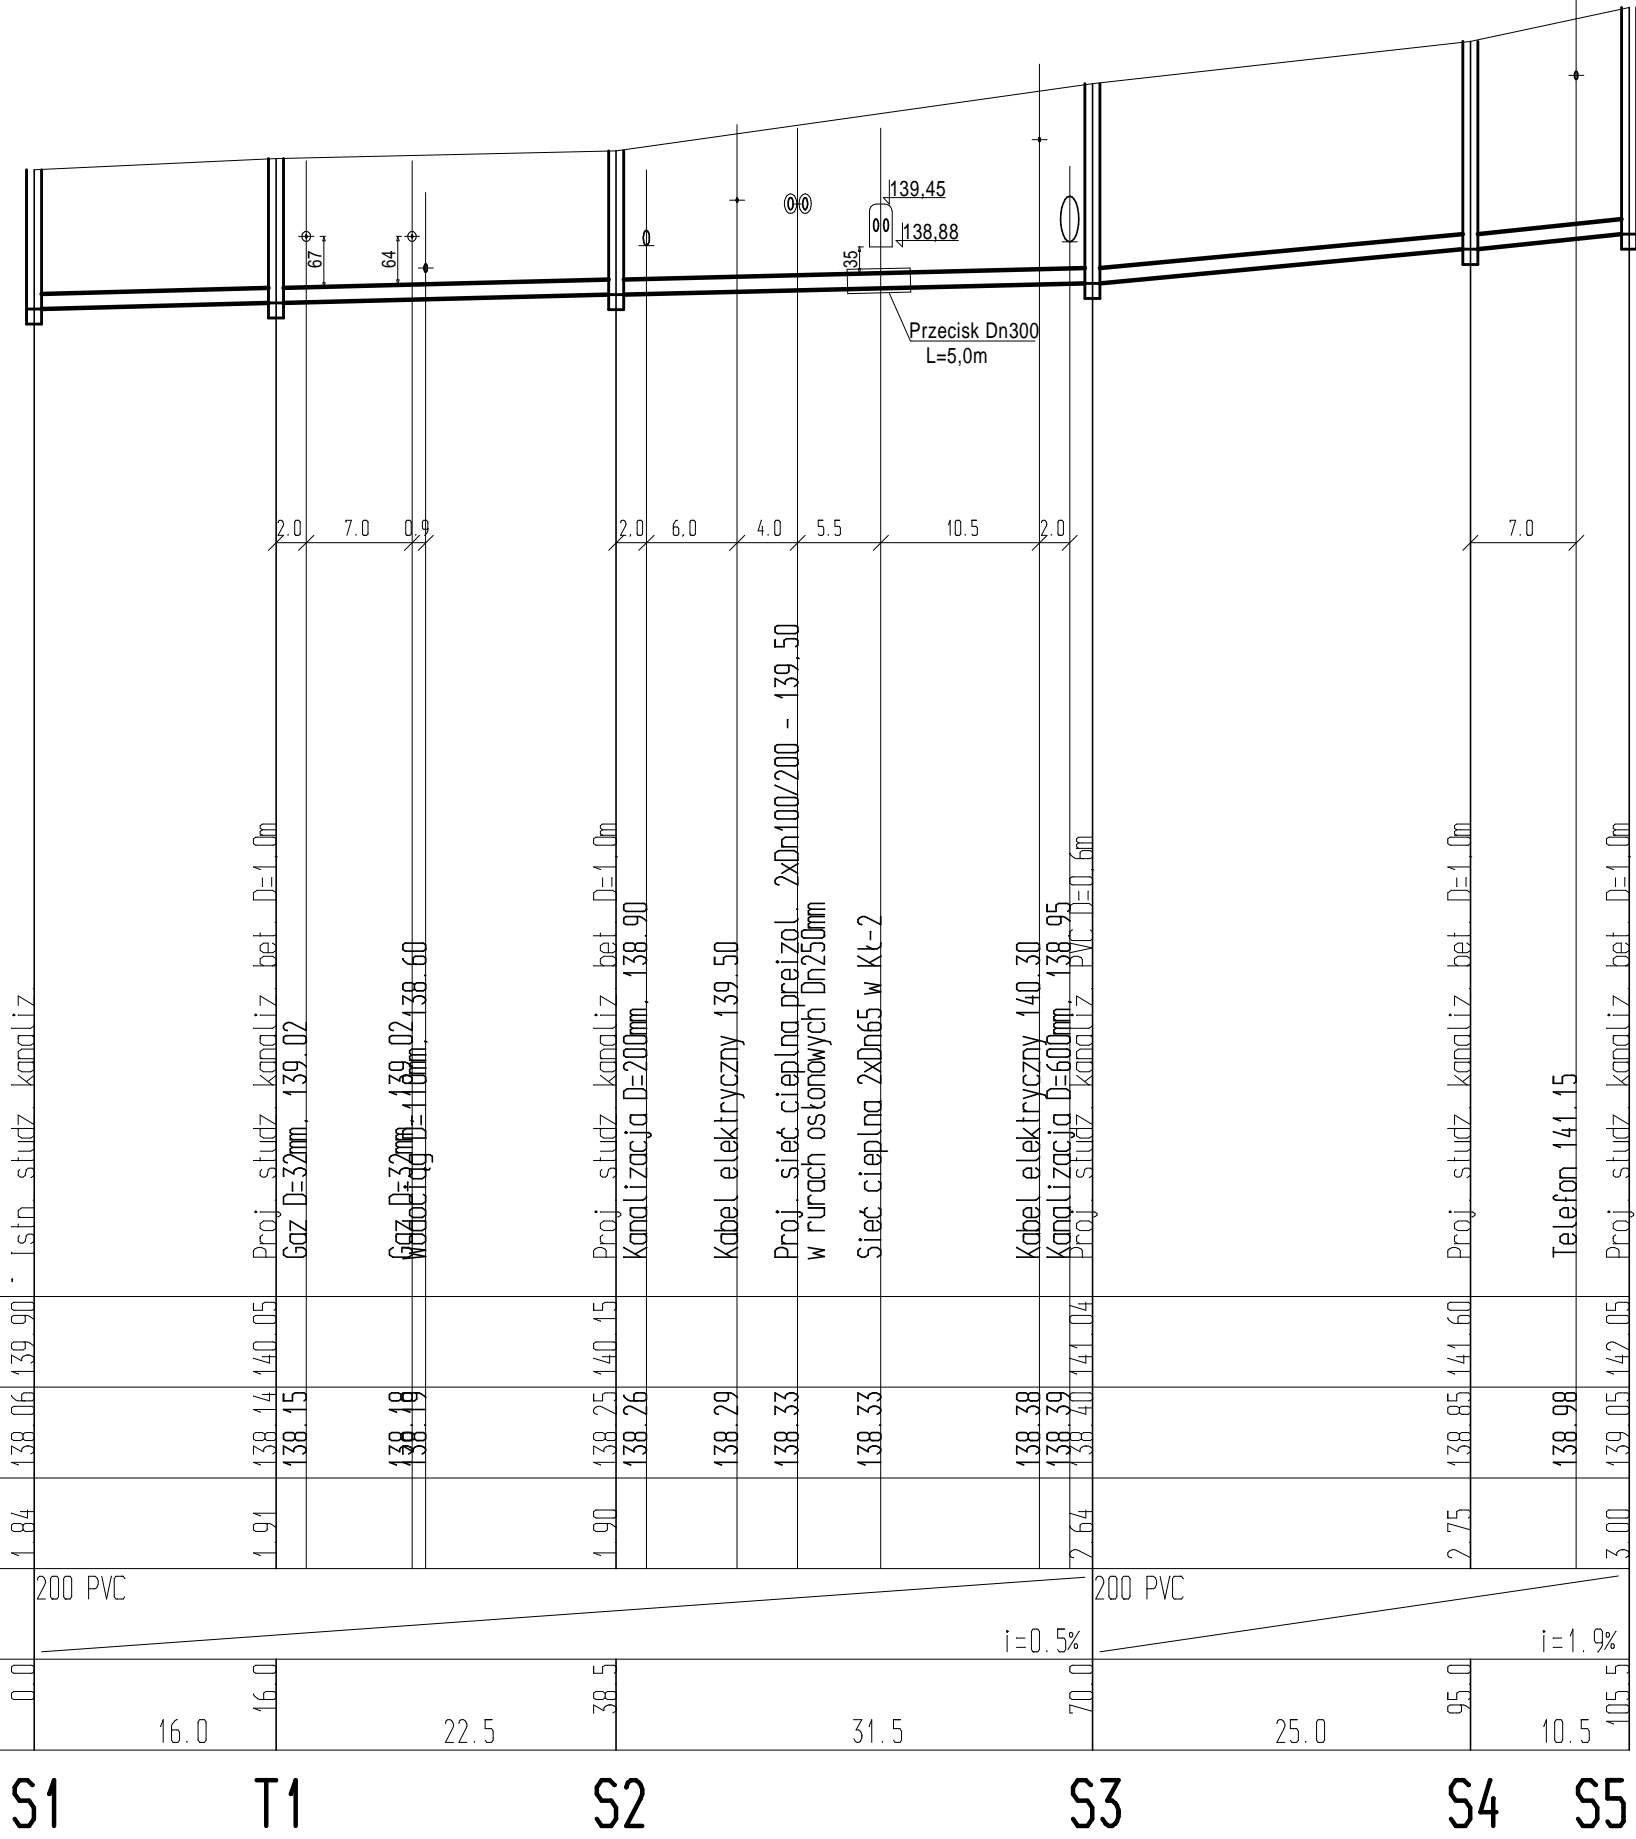 139,45
138,88
67
64
35
Przecisk Dn300
L=5,0m
2.0 7.0 0.9 2,0 6,0 4.0 5.5 10.5 2.0 7.0
Istn. studz. kanaliz.
Proj. studz. kanaliz. bet. D=1,0m
Gaz D=32mm, 139.02
Gaz D=32mm, 139.02
Wodociąg D=110mm, 138.60
Proj. studz. kanaliz. bet. D=1,0m
Kanalizacja D=200mm, 138.90
Kabel elektryczny 139.50
Proj. sieć cieplna preizol. 2xDn100/200 - 139,50
w rurach osłonowych Dn250mm
Sieć cieplna 2xDn65 w Kł-2
Kabel elektryczny 140.30
Kanalizacja D=600mm, 138.95
Proj. studz. kanaliz. PVC D=0,6m
Proj. studz. kanaliz. bet. D=1,0m
Telefon 141.15
Proj. studz. kanaliz. bet. D=1,0m
139.90 140.05 140.15 141.04 141.60 142.05
138.06 138.14 138.15 138.18 138.19 138.25 138.26 138.29 138.33 138.33 138.38 138.39 138.40 138.85 138.98 139.05
1.84 1.91 1.90 2.64 2.75 3.00
200 PVC
i=0.5%
200 PVC
i=1.9%
0.0 16.0 38.5 70.0 95.0 105.5
16.0 22.5 31.5 25.0 10.5
S1 T1 S2 S3 S4 S5